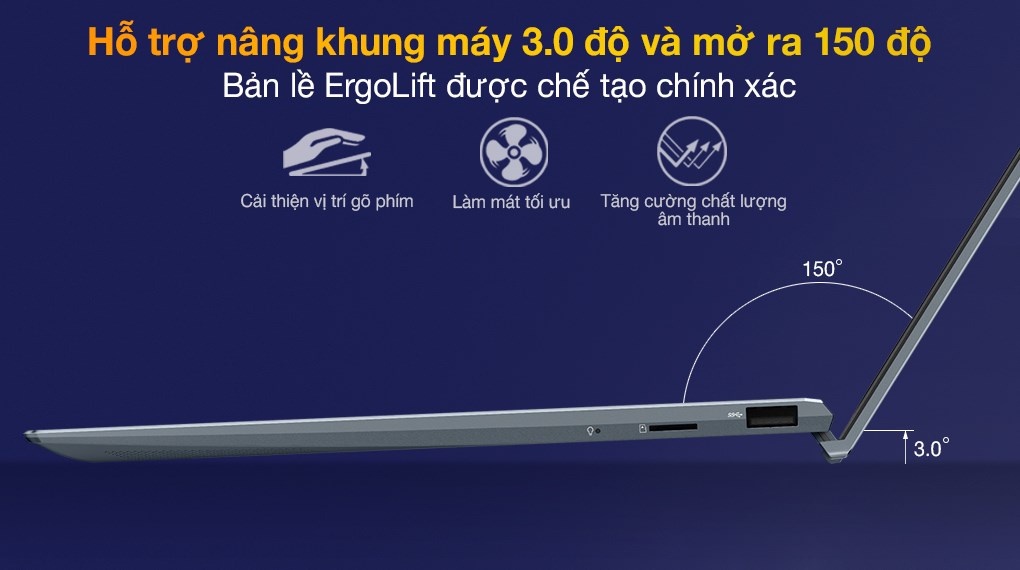 Hỗ trợ nâng khung máy 3.0 độ và mở ra 150 độ
Bản lề ErgoLift được chế tạo chính xác
Cải thiện vị trí gõ phím
Làm mát tối ưu
Tăng cường chất lượng
âm thanh
150°
3.0°